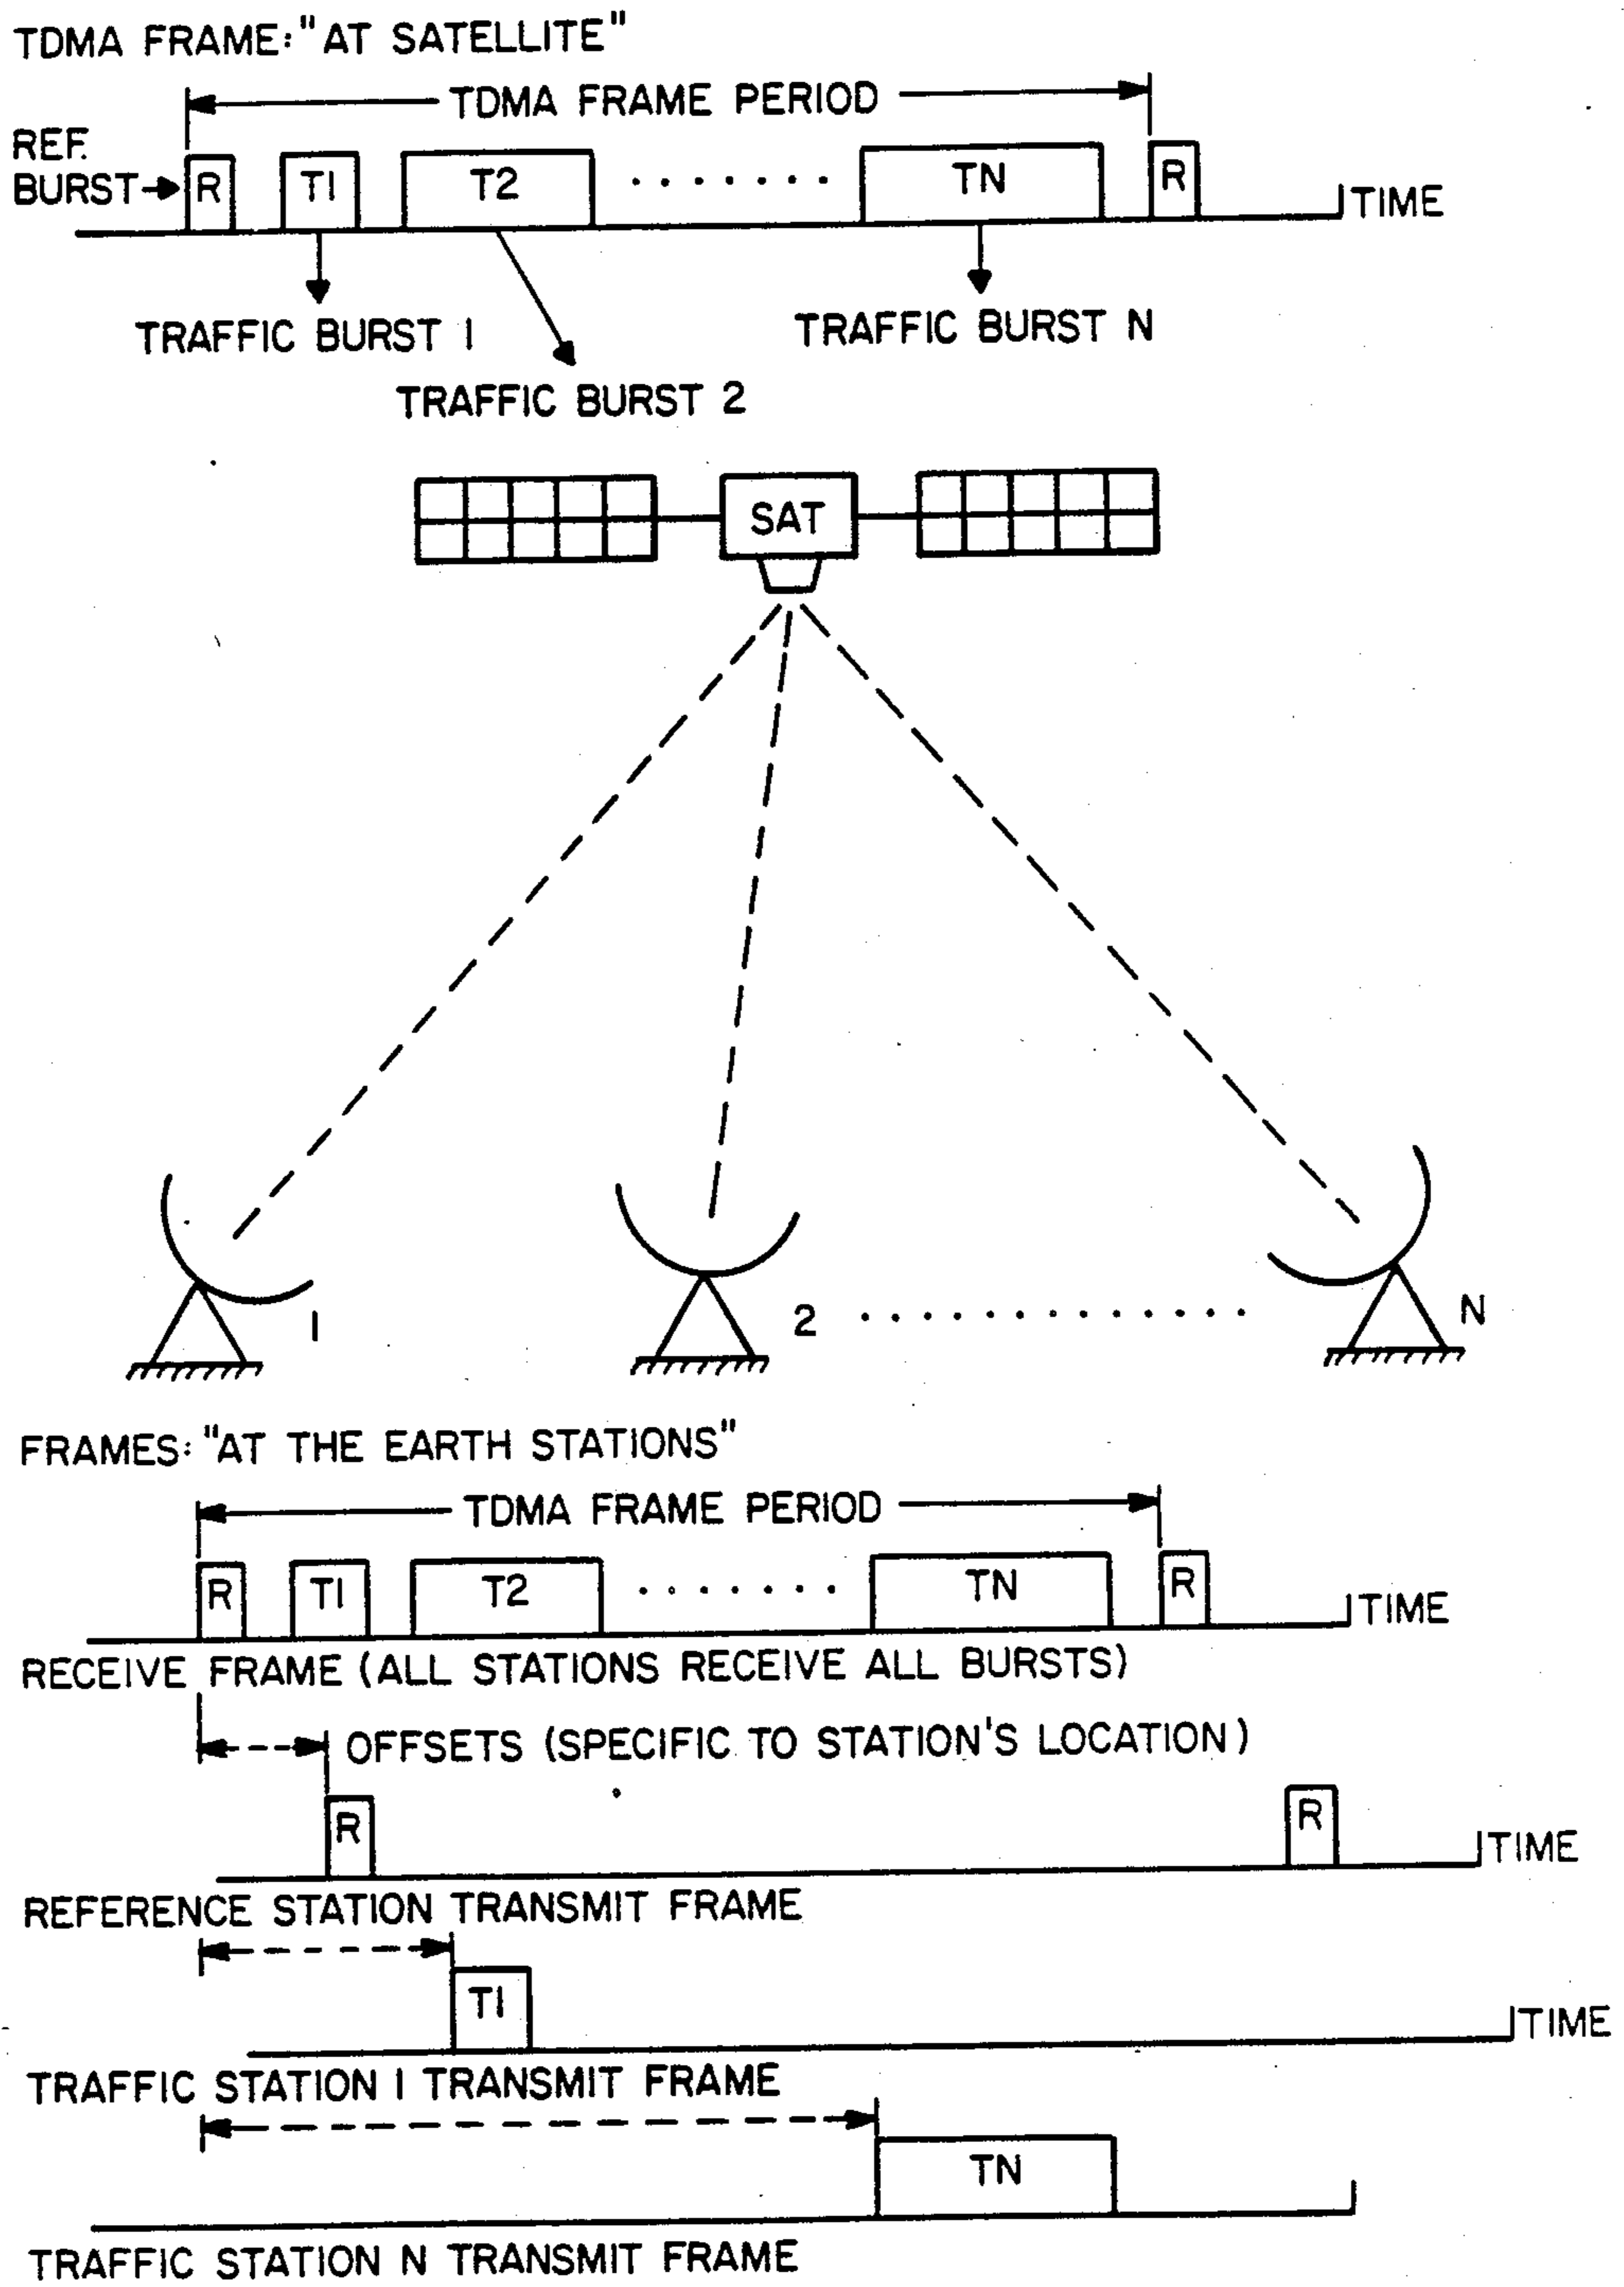 TDMA FRAME: "AT SATELLITE"
TDMA FRAME PERIOD
REF.
BURST
R
T1
T2
TN
R
TIME
TRAFFIC BURST 1
TRAFFIC BURST N
TRAFFIC BURST 2
SAT
1
2
N
FRAMES: "AT THE EARTH STATIONS"
TDMA FRAME PERIOD
R
T1
T2
TN
R
TIME
RECEIVE FRAME (ALL STATIONS RECEIVE ALL BURSTS)
OFFSETS (SPECIFIC TO STATION'S LOCATION)
R
R
TIME
REFERENCE STATION TRANSMIT FRAME
T1
TIME
TRAFFIC STATION 1 TRANSMIT FRAME
TN
TRAFFIC STATION N TRANSMIT FRAME